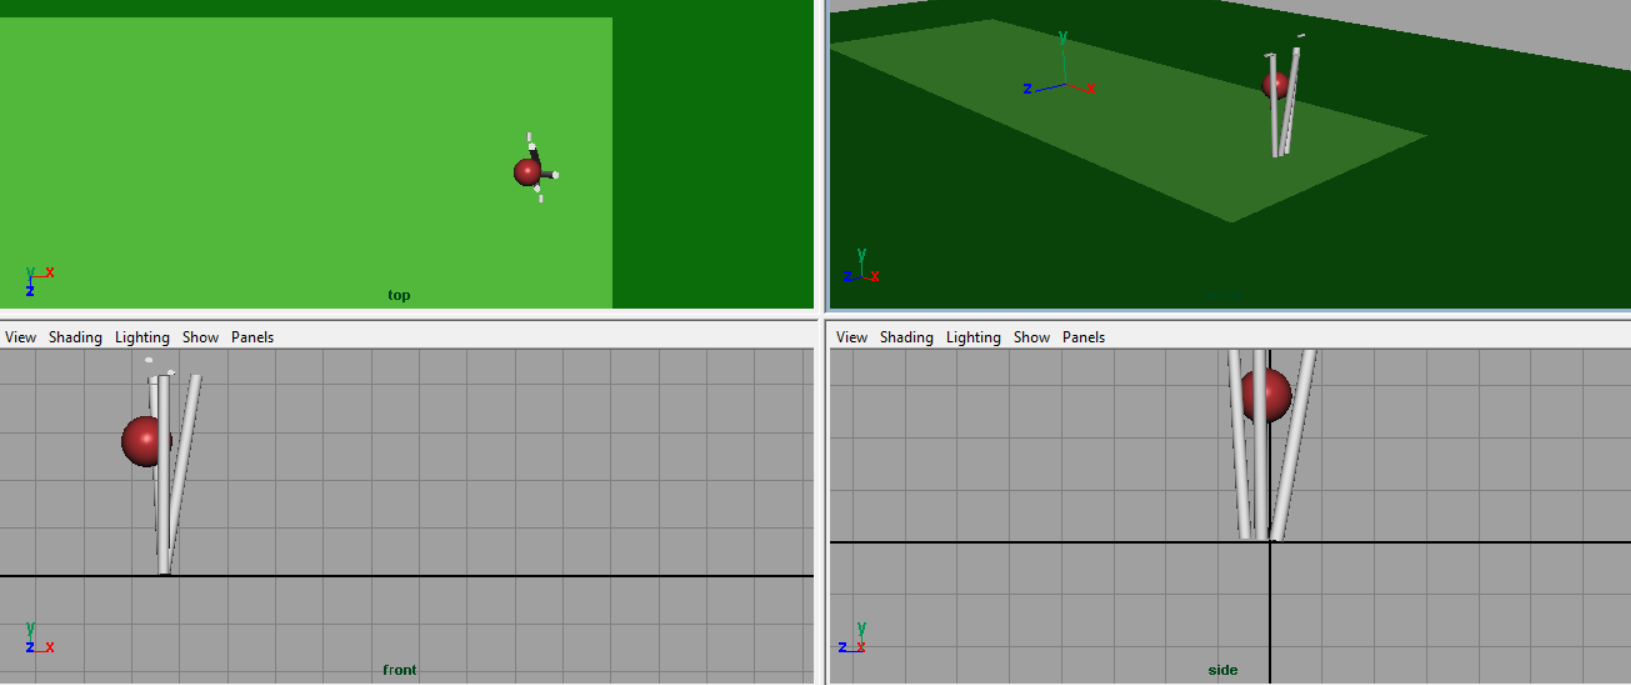 y
z x
y x
z
top
y
z x
View Shading Lighting Show Panels
View Shading Lighting Show Panels
y
z x
front
y
z x
side